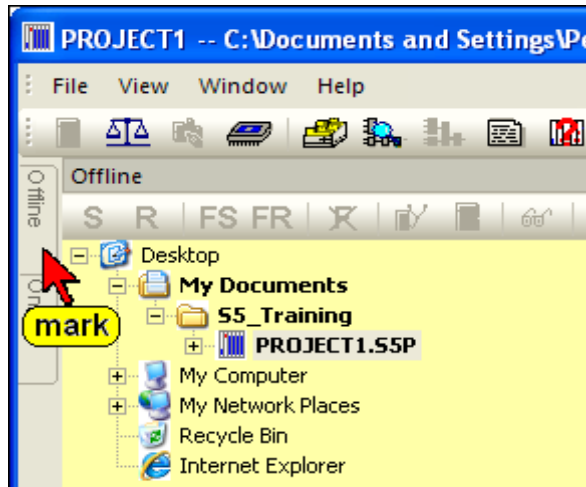 PROJECT1 -- C:\Documents and Settings\P
File View Window Help
Offline
Offline
S R FS FR
Desktop
My Documents
mark
S5_Training
PROJECT1.S5P
My Computer
My Network Places
Recycle Bin
Internet Explorer